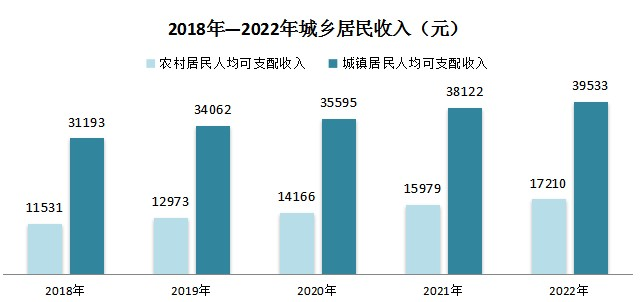 2018年—2022年城乡居民收入（元）
农村居民人均可支配收入 城镇居民人均可支配收入
11531 31193 12973 34062 14166 35595 15979 38122 17210 39533
2018年 2019年 2020年 2021年 2022年